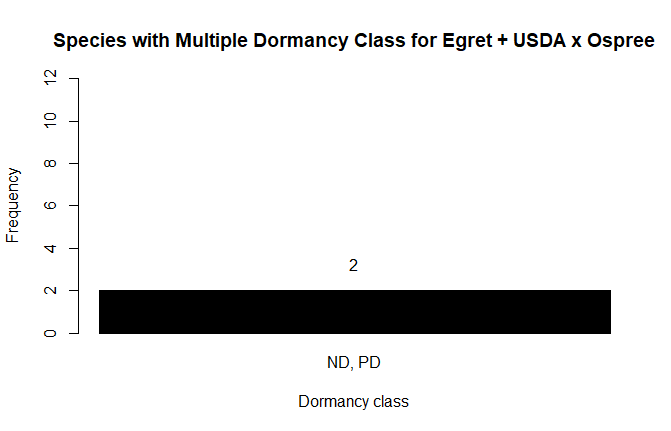 Species with Multiple Dormancy Class for Egret + USDA x Ospree
12
10
8
6
4
2
0
Frequency
2
ND, PD
Dormancy class